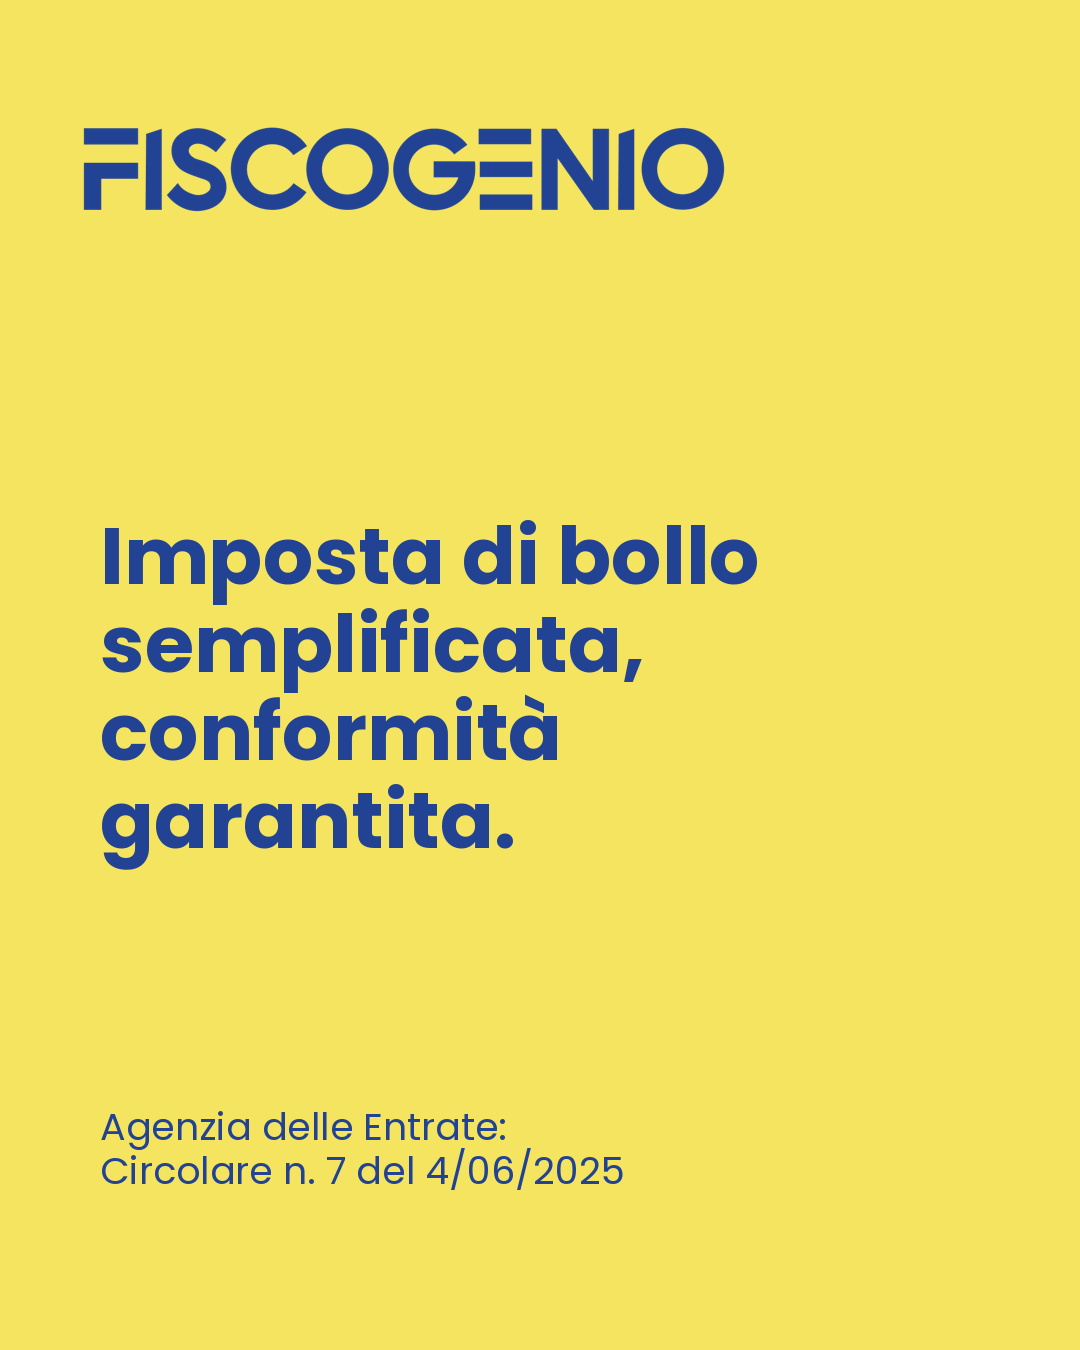 FISCOGENIO
Imposta di bollo
semplificata,
conformità
garantita.
Agenzia delle Entrate:
Circolare n. 7 del 4/06/2025